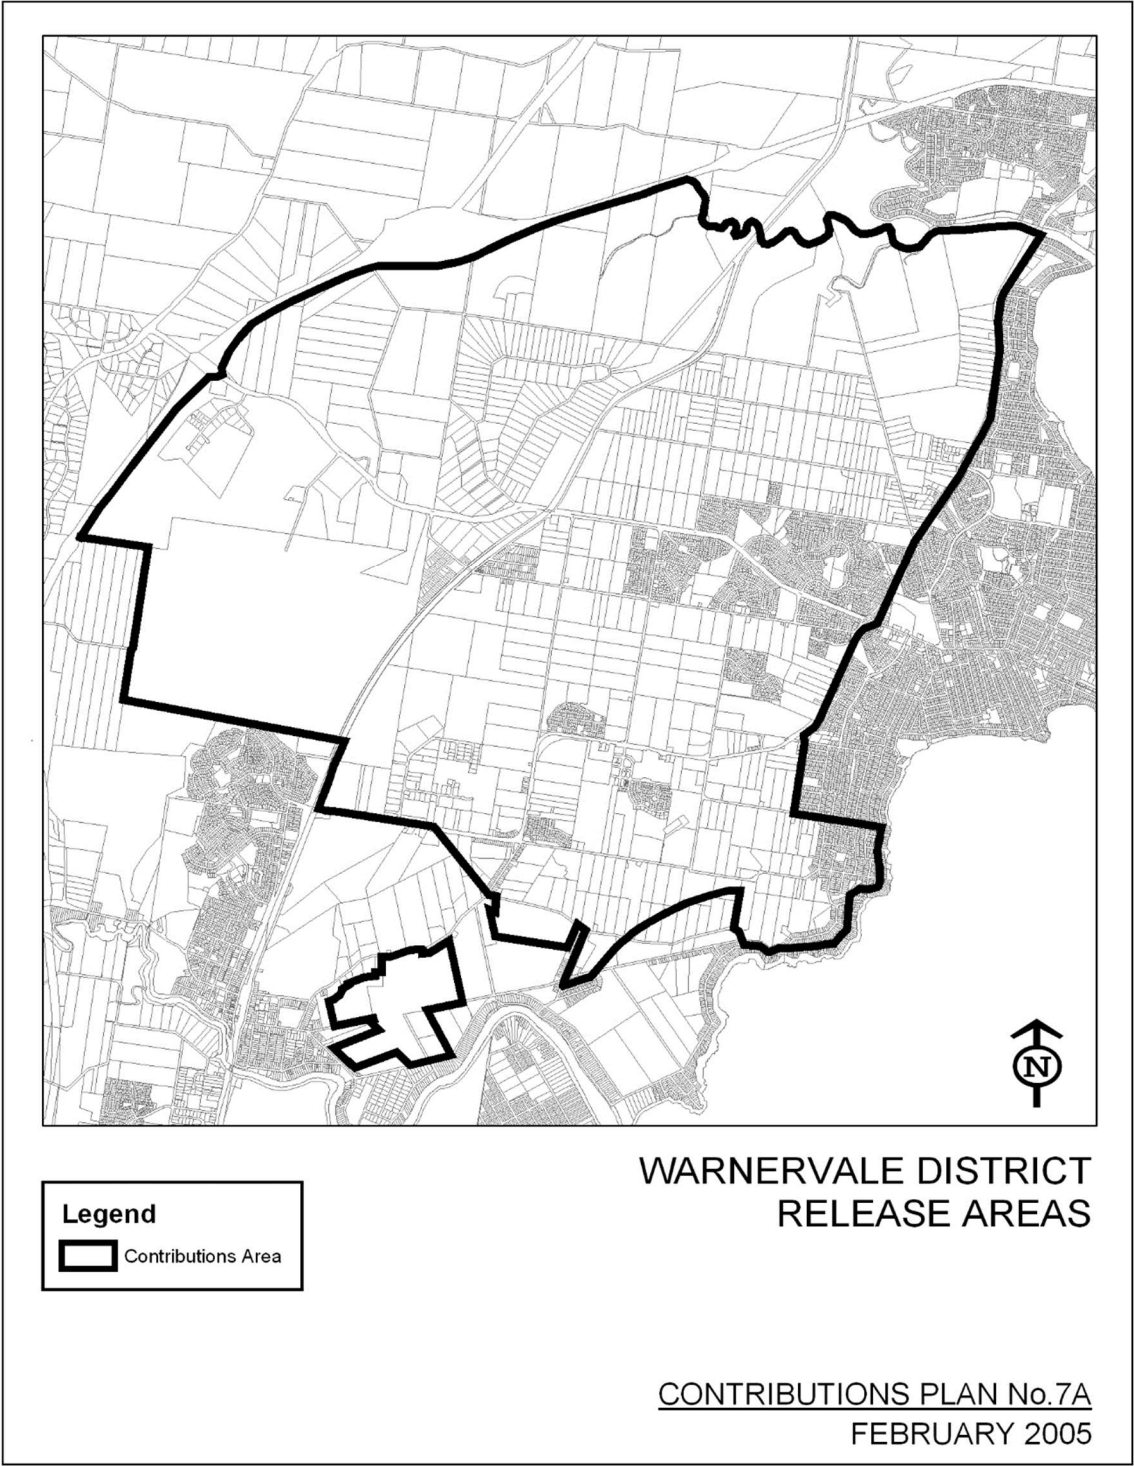 N
WARNERVALE DISTRICT
RELEASE AREAS
Legend
Contributions Area
CONTRIBUTIONS PLAN No.7A
FEBRUARY 2005